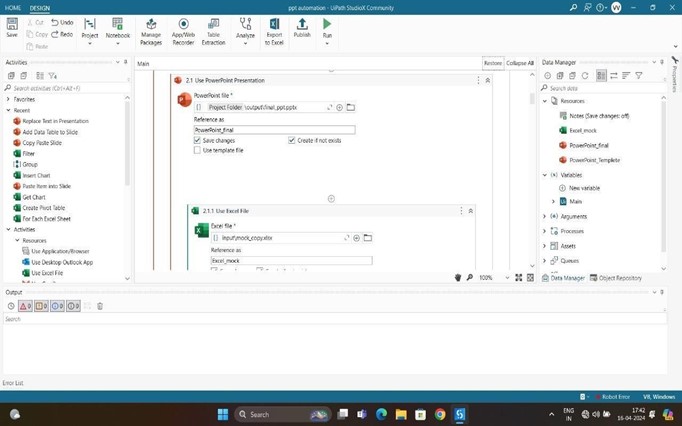 HOME DESIGN ppt automation - UiPath StudioX Community VV
Save Cut Undo
Copy Redo
Paste
Project Notebook Manage Packages App/Web Recorder Table Extraction Analyze Export to Excel Publish Run
Activities
Search activities (Ctrl+Alt+F)
Favorites
Recent
Replace Text in Presentation
Add Data Table to Slide
Copy Paste Slide
Filter
Group
Insert Chart
Paste Item into Slide
Get Chart
Create Pivot Table
For Each Excel Sheet
Activities
Resources
Use Application/Browser
Use Desktop Outlook App
Use Excel File
Main Restore Collapse All
2.1 Use PowerPoint Presentation
PowerPoint file *
Project Folder \output\final_ppt.pptx
Reference as
PowerPoint_final
Save changes Create if not exists
Use template file
2.1.1 Use Excel File
Excel file *
input\mock_copy.xlsx
Reference as
Excel_mock
100%
Data Manager
Search data
Resources
Notes (Save changes: off)
Excel_mock
PowerPoint_final
PowerPoint_Templete
Variables
New variable
Main
Arguments
Processes
Assets
Queues
Data Manager Object Repository
Properties
Output
0 0 0 0
Search
Error List
Robot Error VR, Windows
Search
ENG
IN
17:42
16-04-2024